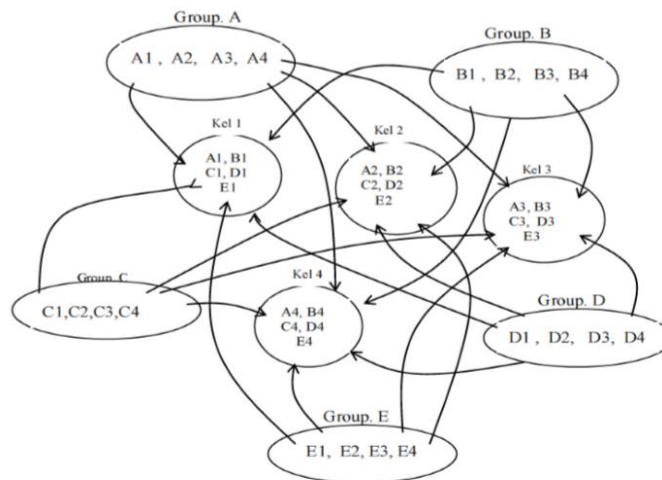 Group. A
A1 , A2, A3, A4
Group. B
B1 , B2, B3, B4
Kel 1
A1, B1
C1, D1
E1
Kel 2
A2, B2
C2, D2
E2
Kel 3
A3, B3
C3, D3
E3
Group. C
C1,C2,C3,C4
Kel 4
A4, B4
C4, D4
E4
Group. D
D1 , D2, D3, D4
Group. E
E1, E2, E3, E4